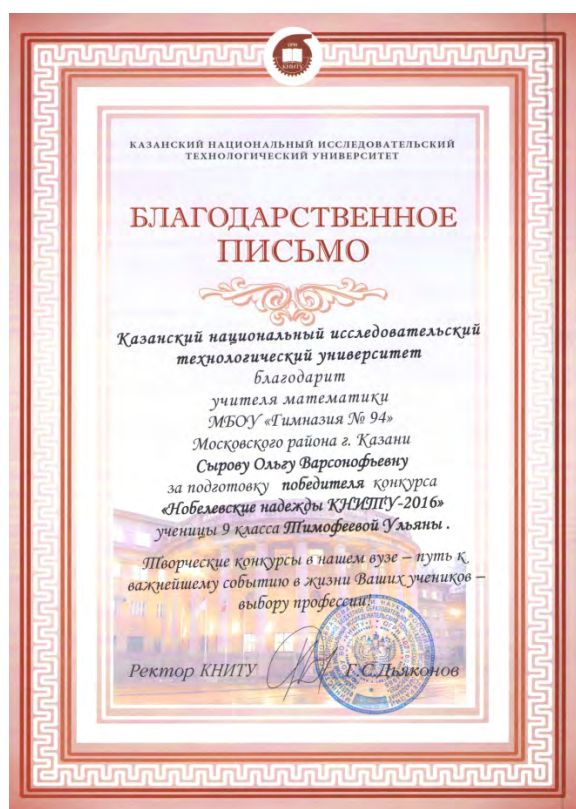 КНИТУ
КАЗАНСКИЙ НАЦИОНАЛЬНЫЙ ИССЛЕДОВАТЕЛЬСКИЙ
ТЕХНОЛОГИЧЕСКИЙ УНИВЕРСИТЕТ
БЛАГОДАРСТВЕННОЕ
ПИСЬМО
Казанский национальный исследовательский
технологический университет
благодарит
учителя математики
МБОУ «Гимназия № 94»
Московского района г. Казани
Сырову Ольгу Варсонофьевну
за подготовку победителя конкурса
«Нобелевские надежды КНИТУ-2016»
ученицы 9 класса Тимофеевой Ульяны .
Творческие конкурсы в нашем вузе – путь к
важнейшему событию в жизни Ваших учеников –
выбору профессии!
Ректор КНИТУ Г.С.Дьяконов